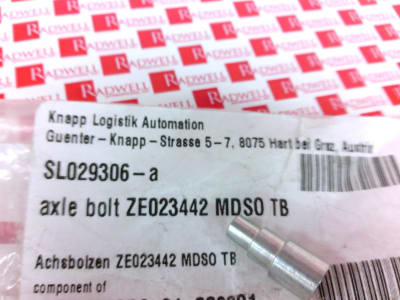 RADWELL
Knapp Logistik Automation
Guenter-Knapp-Strasse 5-7, 8075 Hart bei Graz, Austria
SL029306-a
axle bolt ZE023442 MDSO TB
Achsbolzen ZE023442 MDSO TB
component of